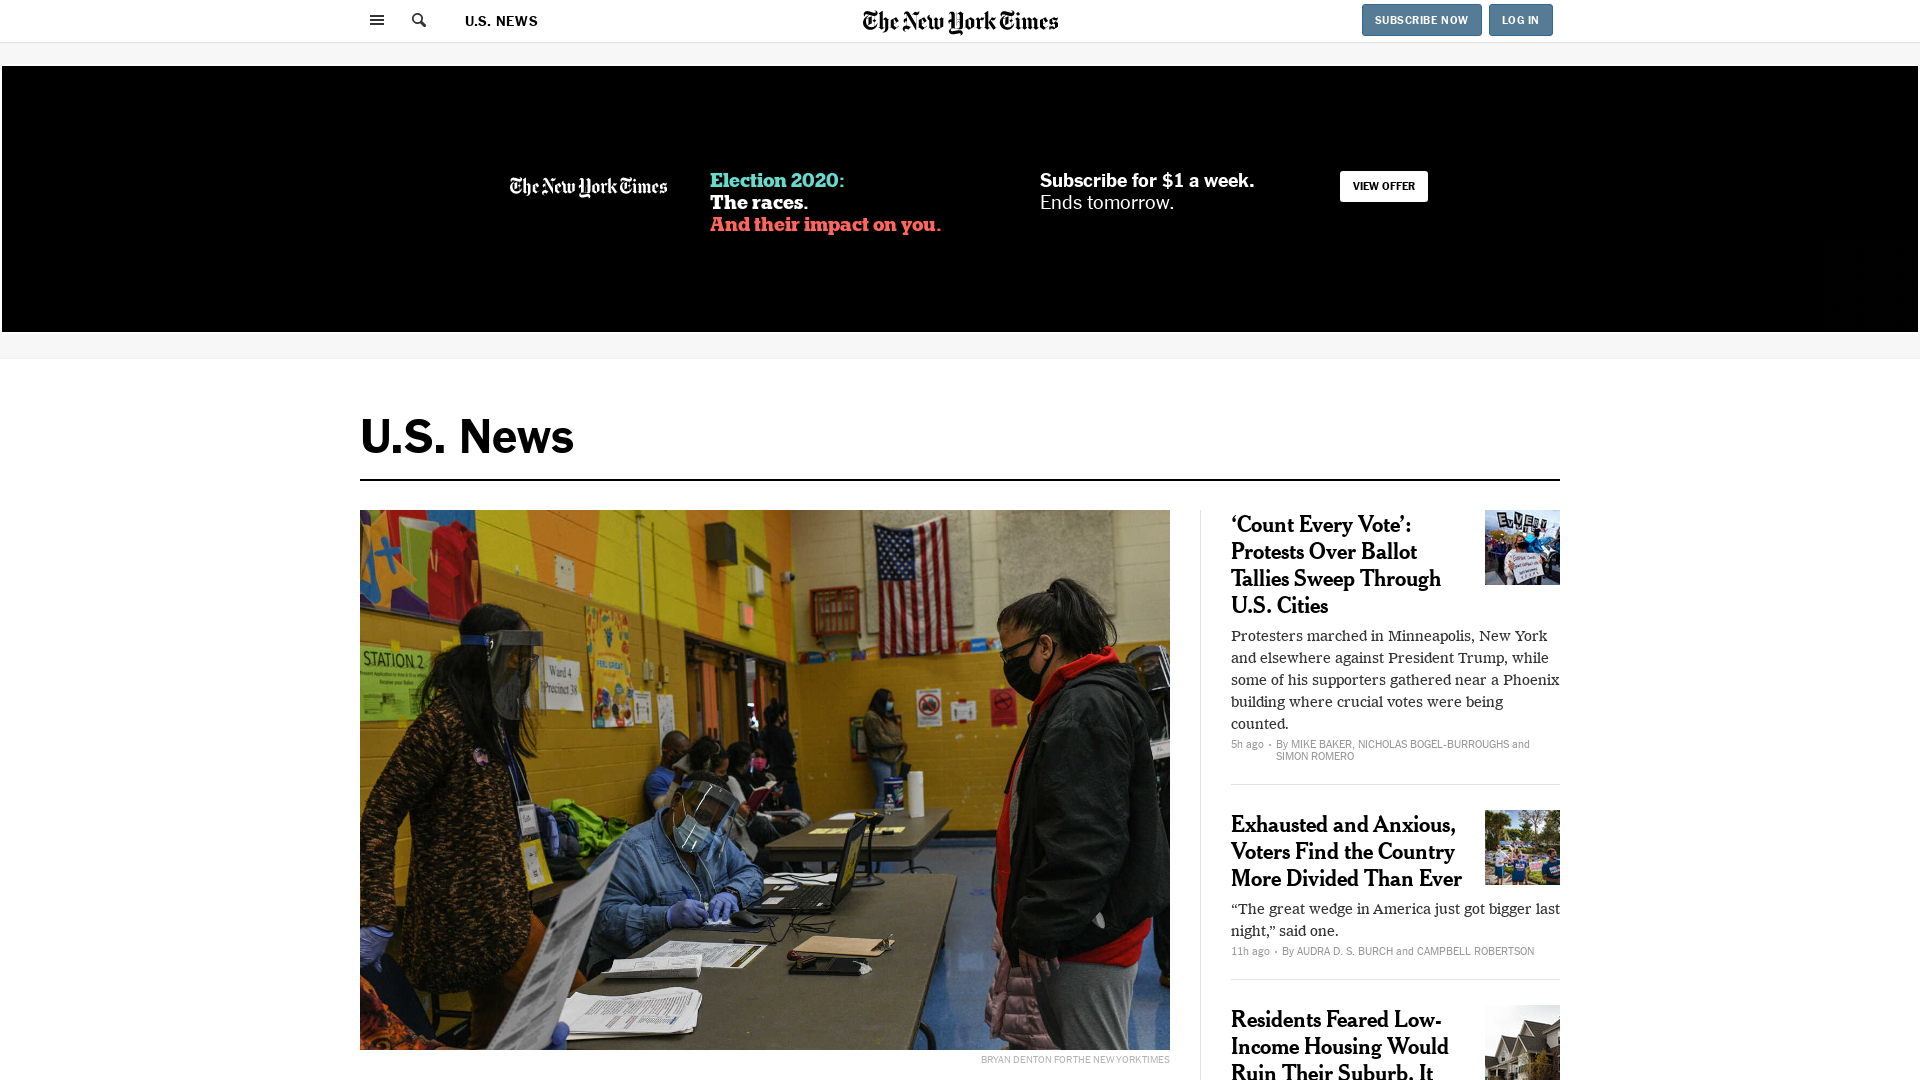 U.S. NEWS
The New York Times
SUBSCRIBE NOW
LOG IN
The New York Times
Election 2020:
The races.
And their impact on you.
Subscribe for $1 a week.
Ends tomorrow.
VIEW OFFER
U.S. News
STATION 2
Ward 4
Precinct 38
FEEL GREAT
BRYAN DENTON FOR THE NEW YORK TIMES
‘Count Every Vote’:
Protests Over Ballot
Tallies Sweep Through
U.S. Cities
EVERY
Protesters marched in Minneapolis, New York
and elsewhere against President Trump, while
some of his supporters gathered near a Phoenix
building where crucial votes were being
counted.
5h ago · By MIKE BAKER, NICHOLAS BOGEL-BURROUGHS and
SIMON ROMERO
Exhausted and Anxious,
Voters Find the Country
More Divided Than Ever
“The great wedge in America just got bigger last
night,” said one.
11h ago · By AUDRA D. S. BURCH and CAMPBELL ROBERTSON
Residents Feared Low-
Income Housing Would
Ruin Their Suburb. It